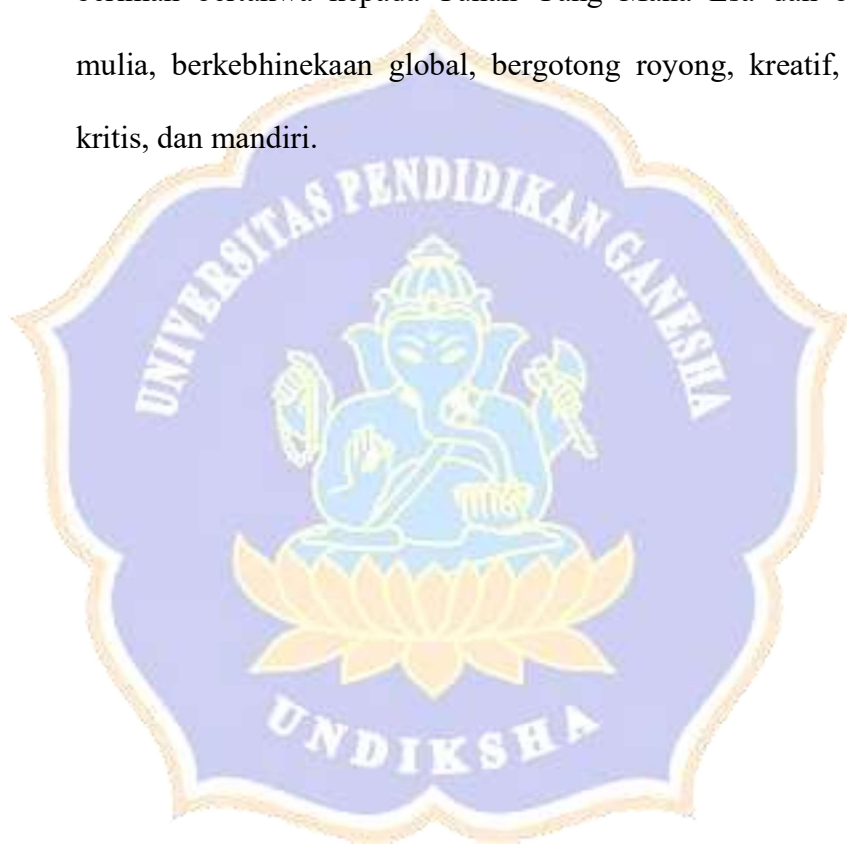 mulia, berkebhinekaan global, bergotong royong, kreatif,
kritis, dan mandiri.
UNIVERSITAS PENDIDIKAN GANESHA
UNDIKSHA